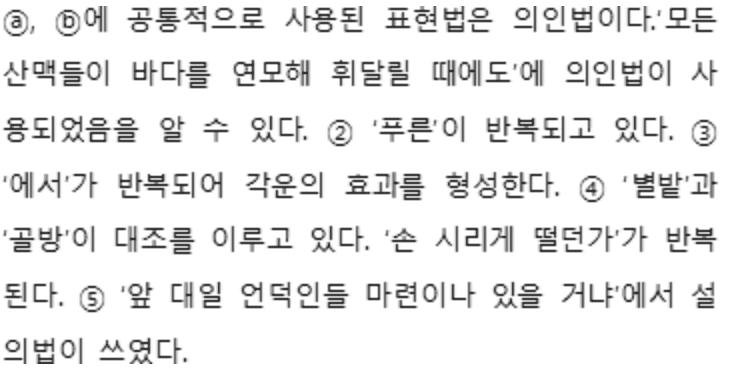 ⓐ, ⓑ에 공통적으로 사용된 표현법은 의인법이다.'모든
산맥들이 바다를 연모해 휘달릴 때에도'에 의인법이 사
용되었음을 알 수 있다. ② '푸른'이 반복되고 있다. ③
'에서'가 반복되어 각운의 효과를 형성한다. ④ '별밭'과
'골방'이 대조를 이루고 있다. '손 시리게 떨던가'가 반복
된다. ⑤ '앞 대일 언덕인들 마련이나 있을 거냐'에서 설
의법이 쓰였다.